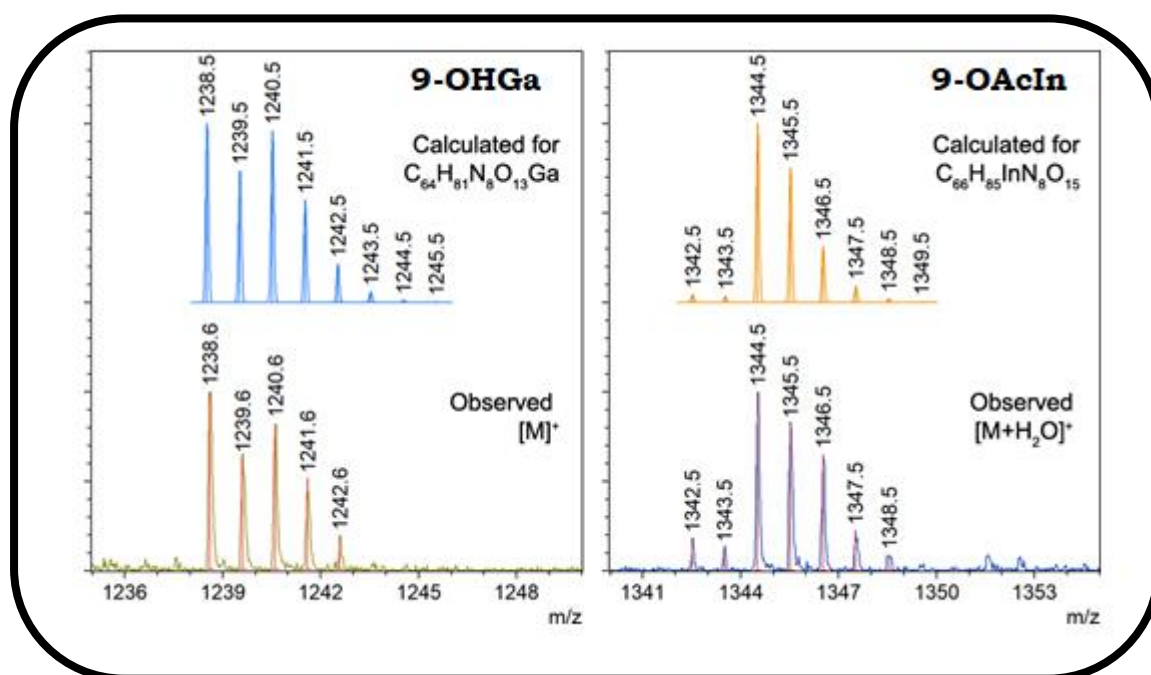 9-OHGa
1238.5
1239.5
1240.5
1241.5
1242.5
1243.5
1244.5
1245.5
Calculated for
C₆₄H₈₁N₈O₁₃Ga
1238.6
1239.6
1240.6
1241.6
1242.6
Observed
[M]⁺
1236 1239 1242 1245 1248
m/z
9-OAcIn
1342.5
1343.5
1344.5
1345.5
1346.5
1347.5
1348.5
1349.5
Calculated for
C₆₆H₈₅InN₈O₁₅
1342.5
1343.5
1344.5
1345.5
1346.5
1347.5
1348.5
Observed
[M+H₂O]⁺
1341 1344 1347 1350 1353
m/z